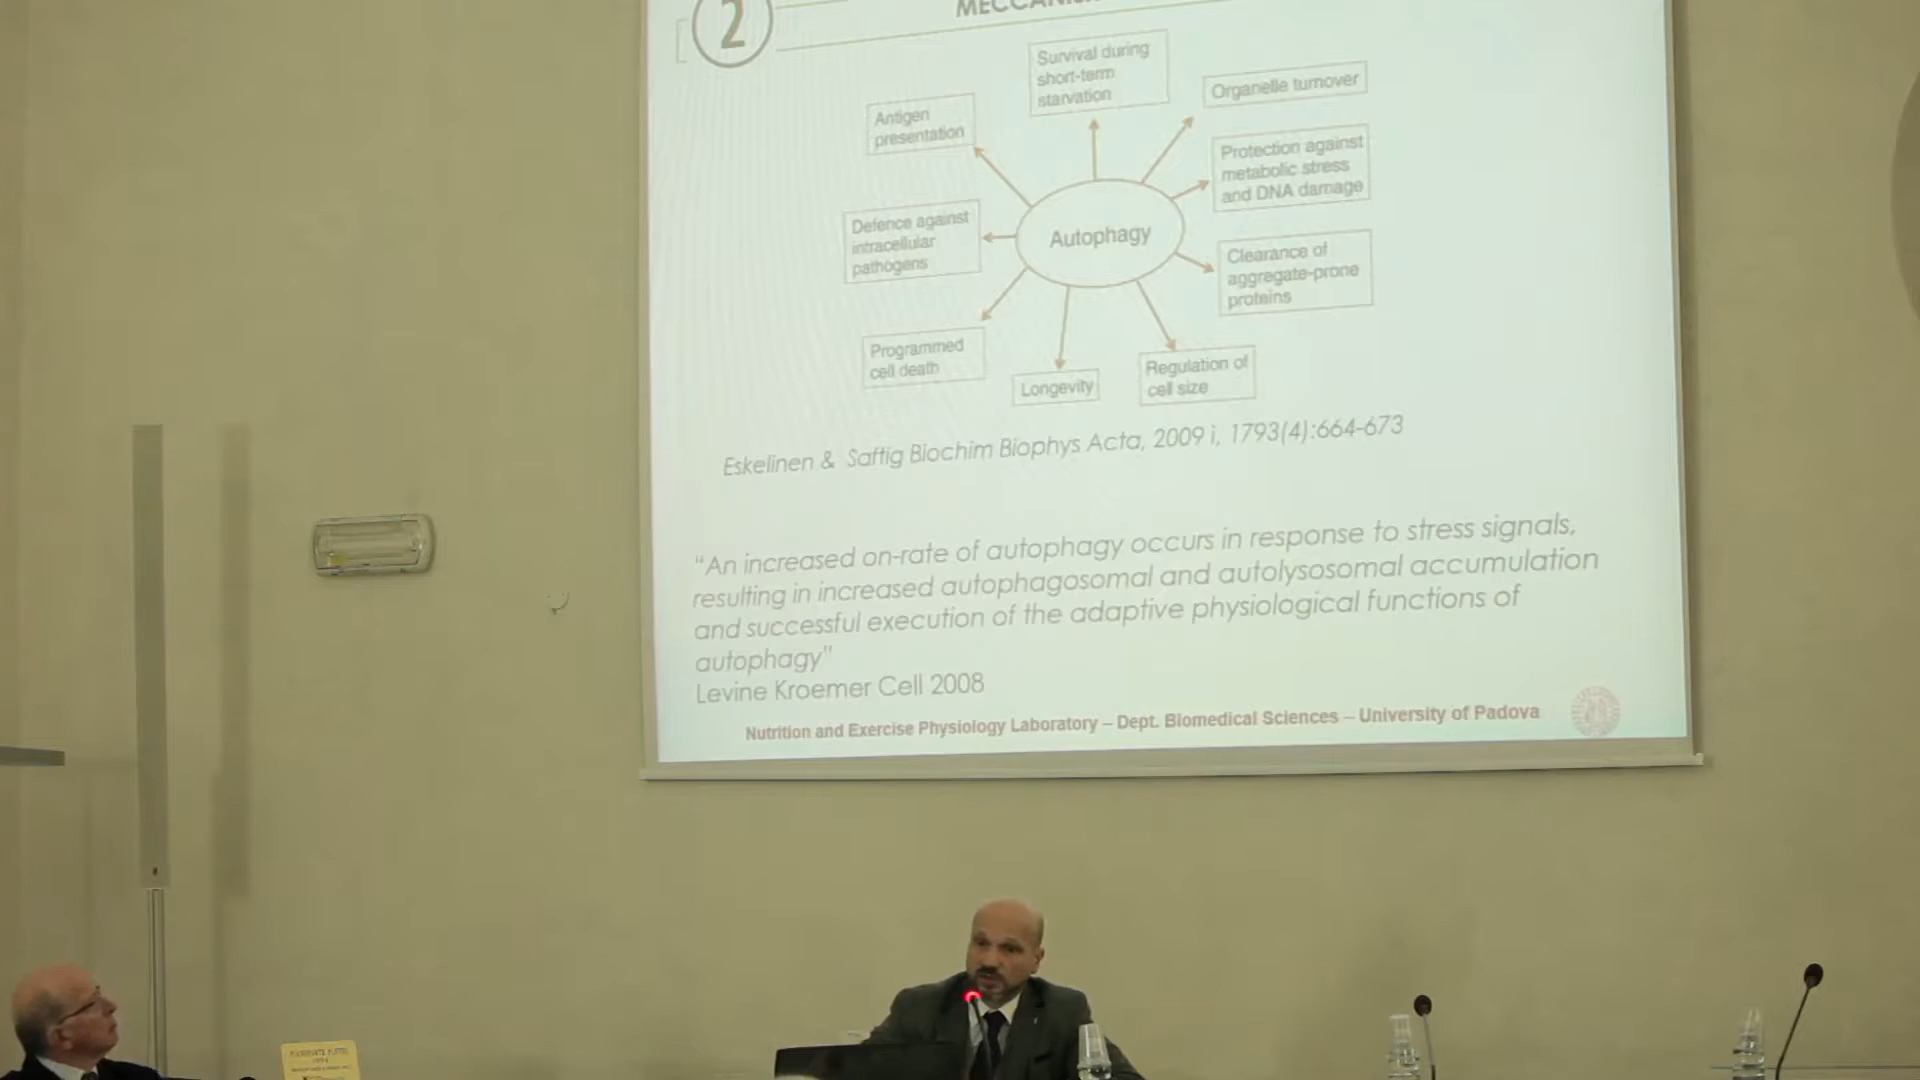 2
Survival during
short-term
starvation
Organelle turnover
Antigen
presentation
Protection against
metabolic stress
and DNA damage
Defence against
intracellular
pathogens
Autophagy
Clearance of
aggregate-prone
proteins
Programmed
cell death
Longevity
Regulation of
cell size
Eskelinen & Saftig Biochim Biophys Acta, 2009 i, 1793(4):664-673
“An increased on-rate of autophagy occurs in response to stress signals,
resulting in increased autophagosomal and autolysosomal accumulation
and successful execution of the adaptive physiological functions of
autophagy”
Levine Kroemer Cell 2008
Nutrition and Exercise Physiology Laboratory – Dept. Biomedical Sciences – University of Padova